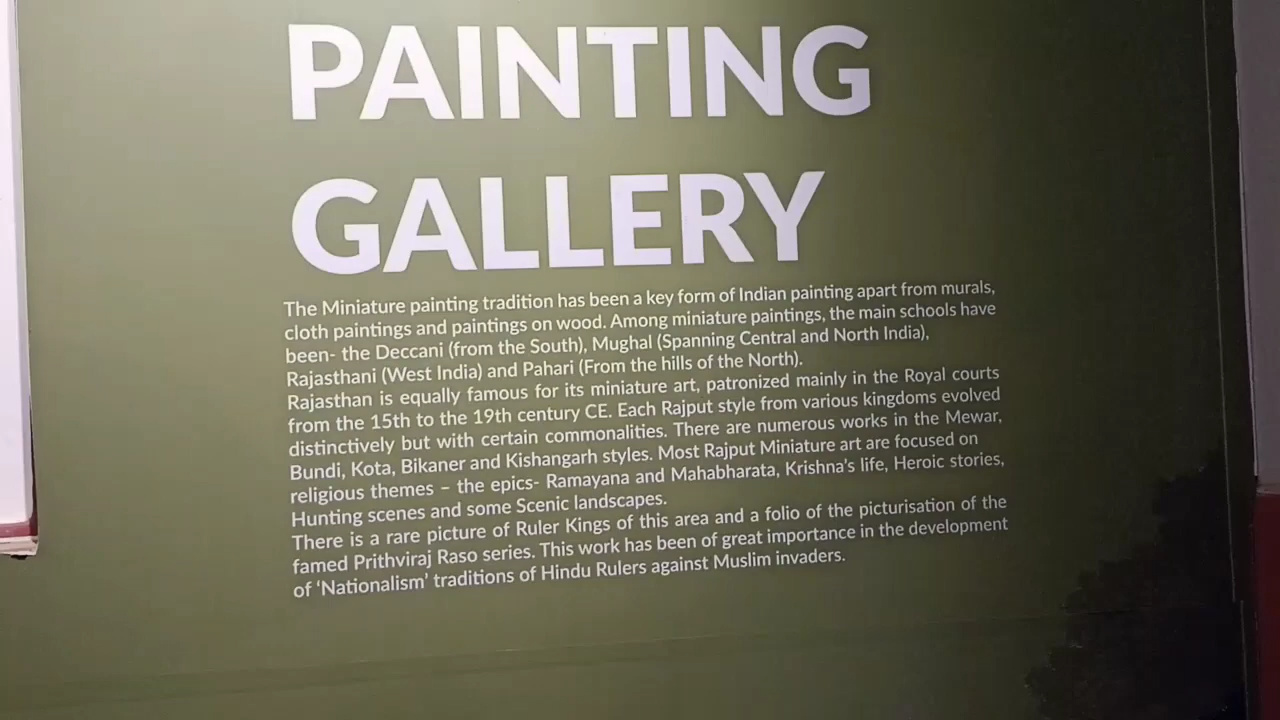 PAINTING
GALLERY
The Miniature painting tradition has been a key form of Indian painting apart from murals,
cloth paintings and paintings on wood. Among miniature paintings, the main schools have
been- the Deccani (from the South), Mughal (Spanning Central and North India),
Rajasthani (West India) and Pahari (From the hills of the North).
Rajasthan is equally famous for its miniature art, patronized mainly in the Royal courts
from the 15th to the 19th century CE. Each Rajput style from various kingdoms evolved
distinctively but with certain commonalities. There are numerous works in the Mewar,
Bundi, Kota, Bikaner and Kishangarh styles. Most Rajput Miniature art are focused on
religious themes – the epics- Ramayana and Mahabharata, Krishna's life, Heroic stories,
Hunting scenes and some Scenic landscapes.
There is a rare picture of Ruler Kings of this area and a folio of the picturisation of the
famed Prithviraj Raso series. This work has been of great importance in the development
of 'Nationalism' traditions of Hindu Rulers against Muslim invaders.